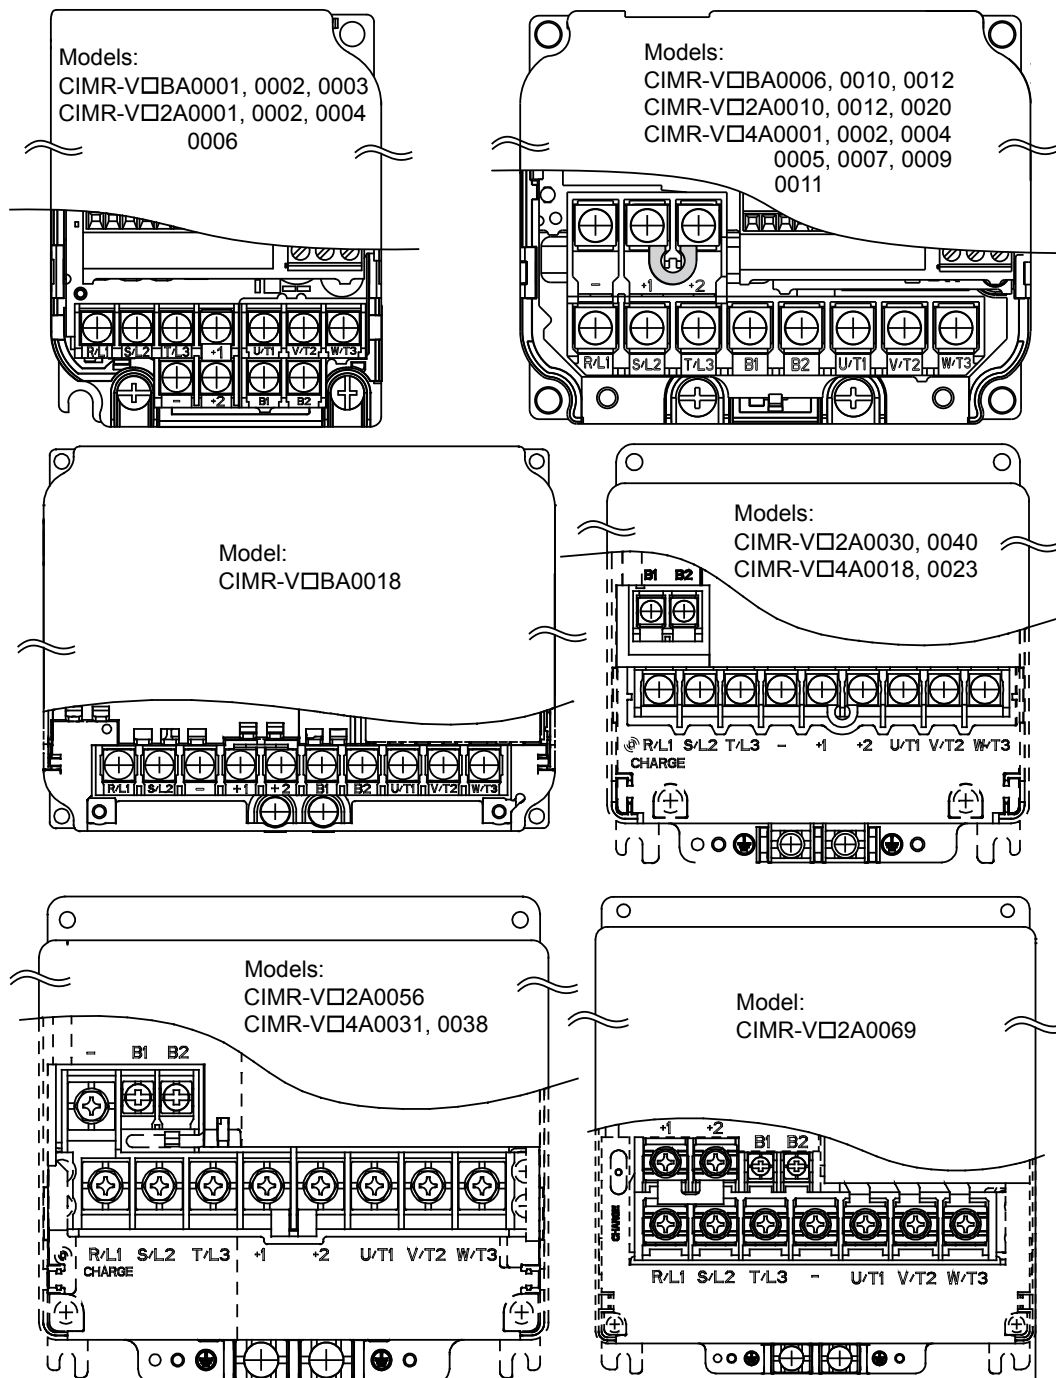 Models:
CIMR-V□BA0001, 0002, 0003
CIMR-V□2A0001, 0002, 0004
0006
R/L1 S/L2 T/L3 +1 U/T1 V/T2 W/T3
- +2 B1 B2
Models:
CIMR-V□BA0006, 0010, 0012
CIMR-V□2A0010, 0012, 0020
CIMR-V□4A0001, 0002, 0004
0005, 0007, 0009
0011
- +1 +2
R/L1 S/L2 T/L3 B1 B2 U/T1 V/T2 W/T3
Model:
CIMR-V□BA0018
R/L1 S/L2 - +1 +2 B1 B2 U/T1 V/T2 W/T3
Models:
CIMR-V□2A0030, 0040
CIMR-V□4A0018, 0023
B1 B2
R/L1 S/L2 T/L3 - +1 +2 U/T1 V/T2 W/T3
CHARGE
Models:
CIMR-V□2A0056
CIMR-V□4A0031, 0038
- B1 B2
R/L1 S/L2 T/L3 +1 +2 U/T1 V/T2 W/T3
CHARGE
Model:
CIMR-V□2A0069
+1 +2 B1 B2
CHARGE
R/L1 S/L2 T/L3 - U/T1 V/T2 W/T3